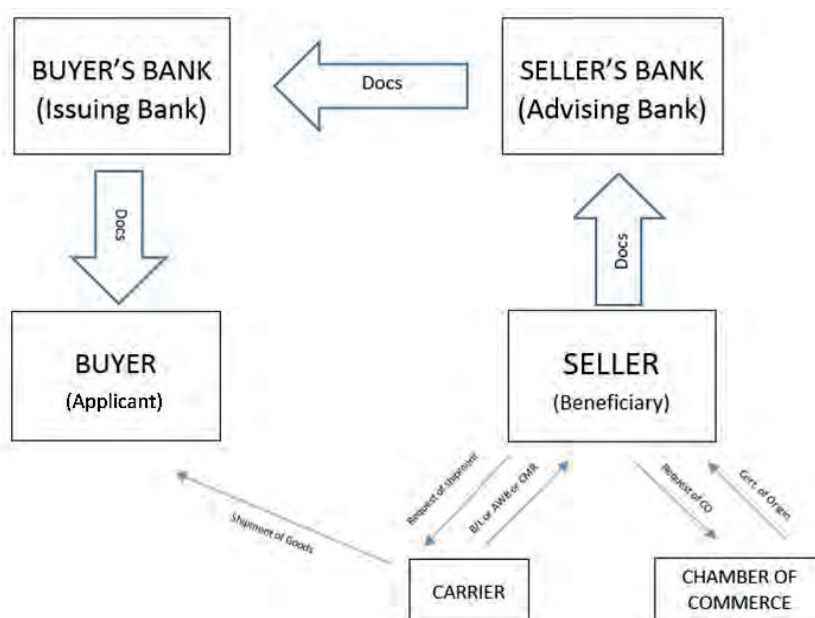 BUYER'S BANK
(Issuing Bank)
Docs
SELLER'S BANK
(Advising Bank)
Docs
Docs
BUYER
(Applicant)
SELLER
(Beneficiary)
Request of shipment
B/L or AWB or CMR
Request of CO
Cert. of Origin
Shipment of Goods
CARRIER
CHAMBER OF
COMMERCE